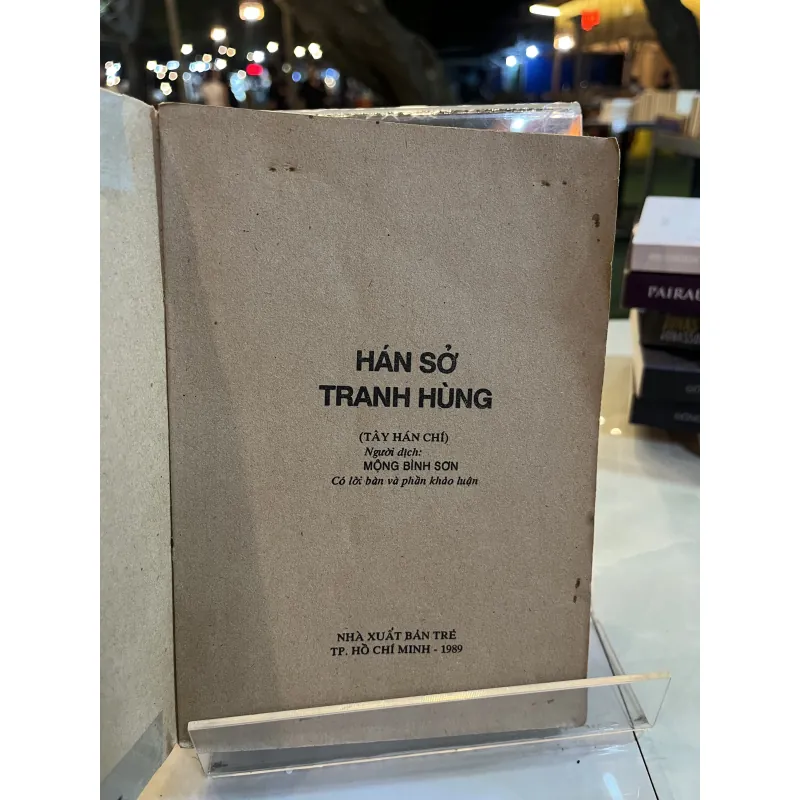 HÁN SỞ
TRANH HÙNG
(TÂY HÁN CHÍ)
Người dịch:
MỘNG BÌNH SƠN
Có lời bàn và phần khảo luận
NHÀ XUẤT BẢN TRẺ
TP. HỒ CHÍ MINH - 1989
PAIRAU